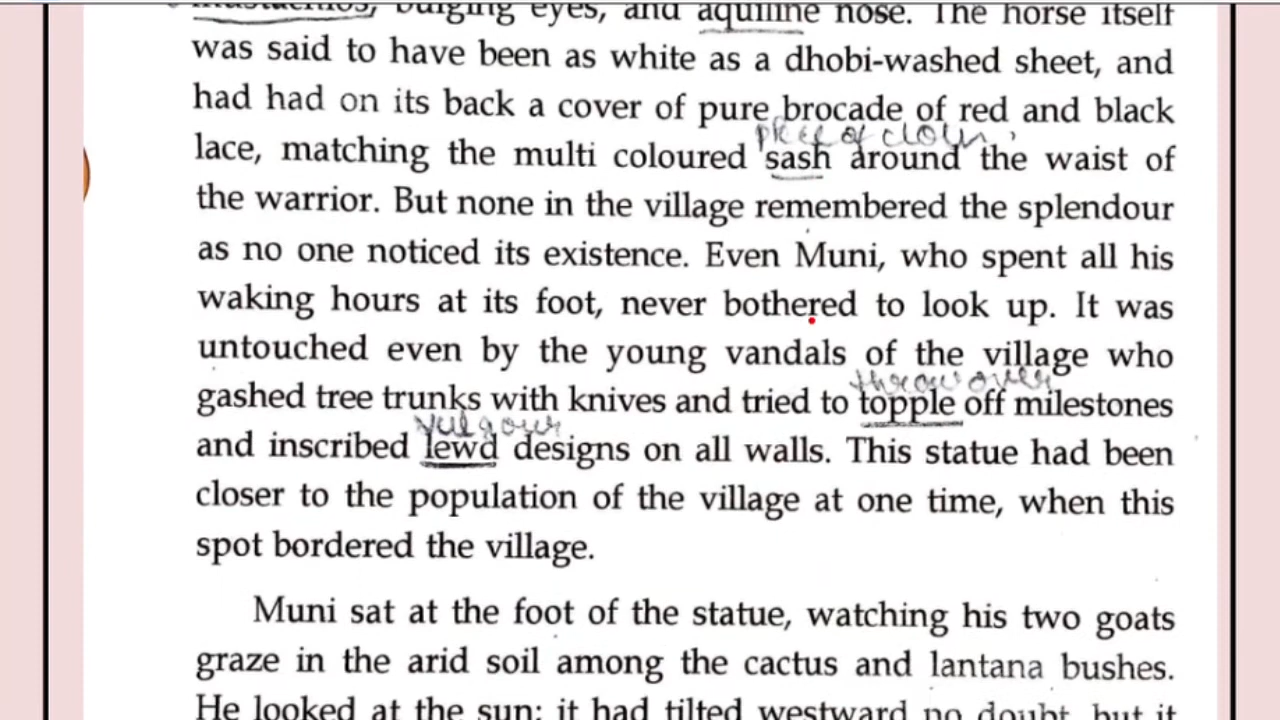 mustachios, bulging eyes, and aquiline nose. The horse itself
was said to have been as white as a dhobi-washed sheet, and
had had on its back a cover of pure brocade of red and black
piece of cloth
lace, matching the multi coloured sash around the waist of
the warrior. But none in the village remembered the splendour
as no one noticed its existence. Even Muni, who spent all his
waking hours at its foot, never bothered to look up. It was
untouched even by the young vandals of the village who
throw over
gashed tree trunks with knives and tried to topple off milestones
vulgour
and inscribed lewd designs on all walls. This statue had been
closer to the population of the village at one time, when this
spot bordered the village.
Muni sat at the foot of the statue, watching his two goats
graze in the arid soil among the cactus and lantana bushes.
He looked at the sun; it had tilted westward no doubt, but it